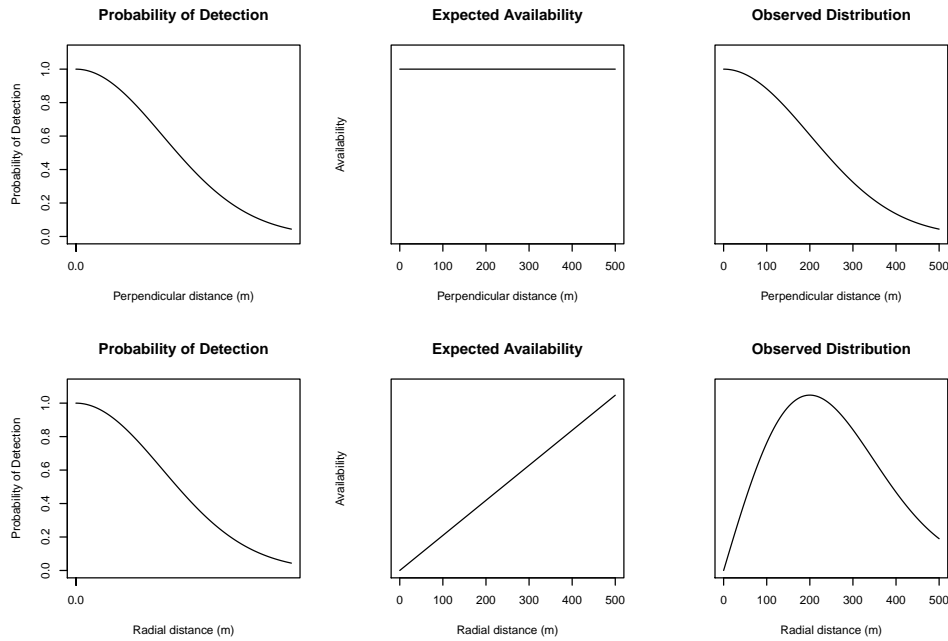 Probability of Detection
Expected Availability
Observed Distribution
Probability of Detection
1.0
0.8
0.6
0.4
0.2
0.0
0.0
Perpendicular distance (m)
Availability
0 100 200 300 400 500
Perpendicular distance (m)
0 100 200 300 400 500
Perpendicular distance (m)
Probability of Detection
Expected Availability
Observed Distribution
Probability of Detection
1.0
0.8
0.6
0.4
0.2
0.0
0.0
Radial distance (m)
Availability
0 100 200 300 400 500
Radial distance (m)
0 100 200 300 400 500
Radial distance (m)